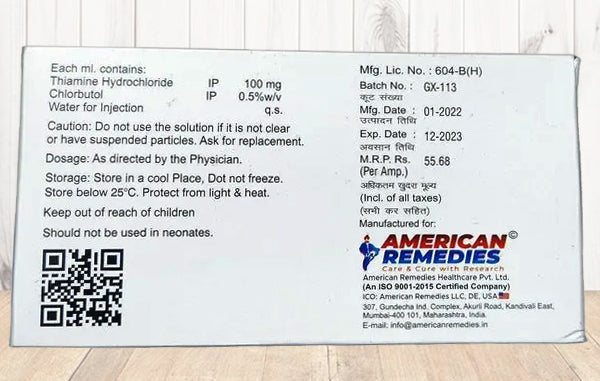 Each ml. contains:
Thiamine Hydrochloride IP 100 mg
Chlorbutol IP 0.5%w/v
Water for Injection q.s.
Caution: Do not use the solution if it is not clear
or have suspended particles. Ask for replacement.
Dosage: As directed by the Physician.
Storage: Store in a cool Place, Dot not freeze.
Store below 25°C. Protect from light & heat.
Keep out of reach of children
Should not be used in neonates.
Mfg. Lic. No. : 604-B(H)
Batch No. : GX-113
कूट संख्या
Mfg. Date : 01-2022
उत्पादन तिथि
Exp. Date : 12-2023
अवसान तिथि
M.R.P. Rs. 55.68
(Per Amp.)
अधिकतम खुदरा मूल्य
(Incl. of all taxes)
(सभी कर सहित)
Manufactured for:
AMERICAN ©
REMEDIES
Care & Cure with Research
American Remedies Healthcare Pvt. Ltd.
(An ISO 9001-2015 Certified Company)
ICO: American Remedies LLC, DE, USA
307, Gundecha Ind. Complex, Akurli Road, Kandivali East,
Mumbai-400 101, Maharashtra, India.
E-mail: info@americanremedies.in